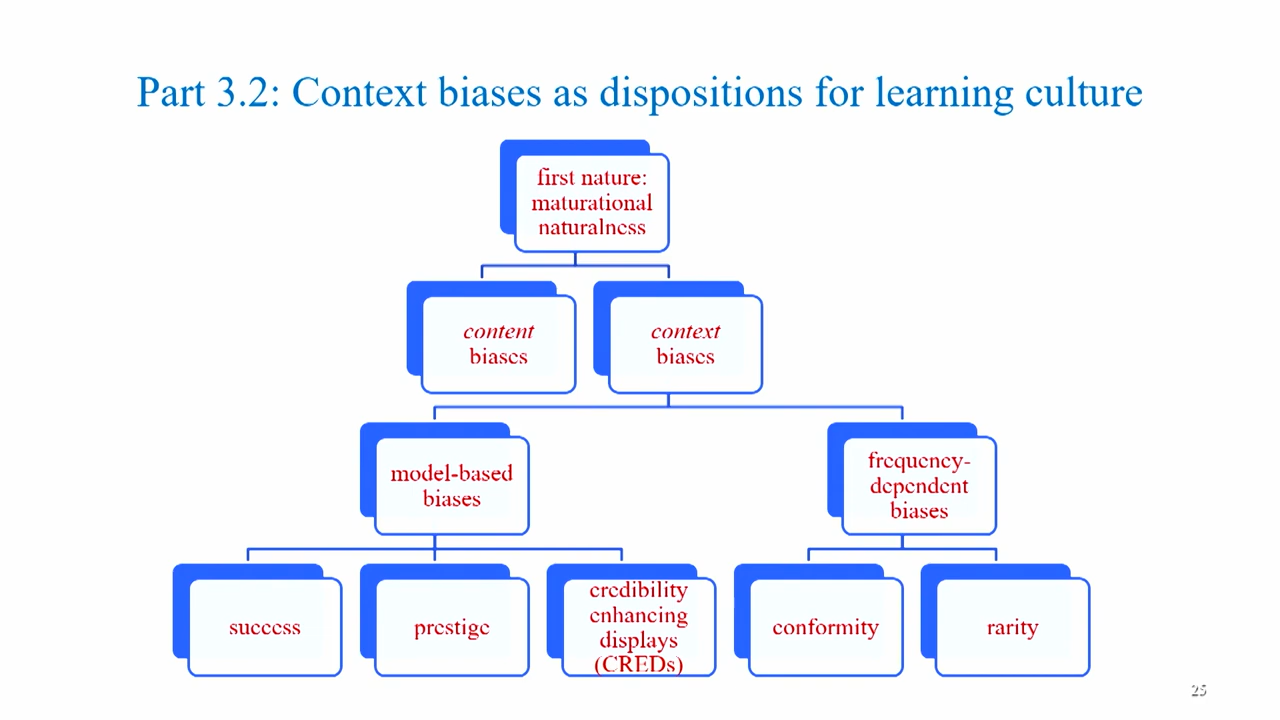 Part 3.2: Context biases as dispositions for learning culture
first nature:
maturational
naturalness
content
biases
context
biases
model-based
biases
frequency-
dependent
biases
success
prestige
credibility
enhancing
displays
(CREDs)
conformity
rarity
25